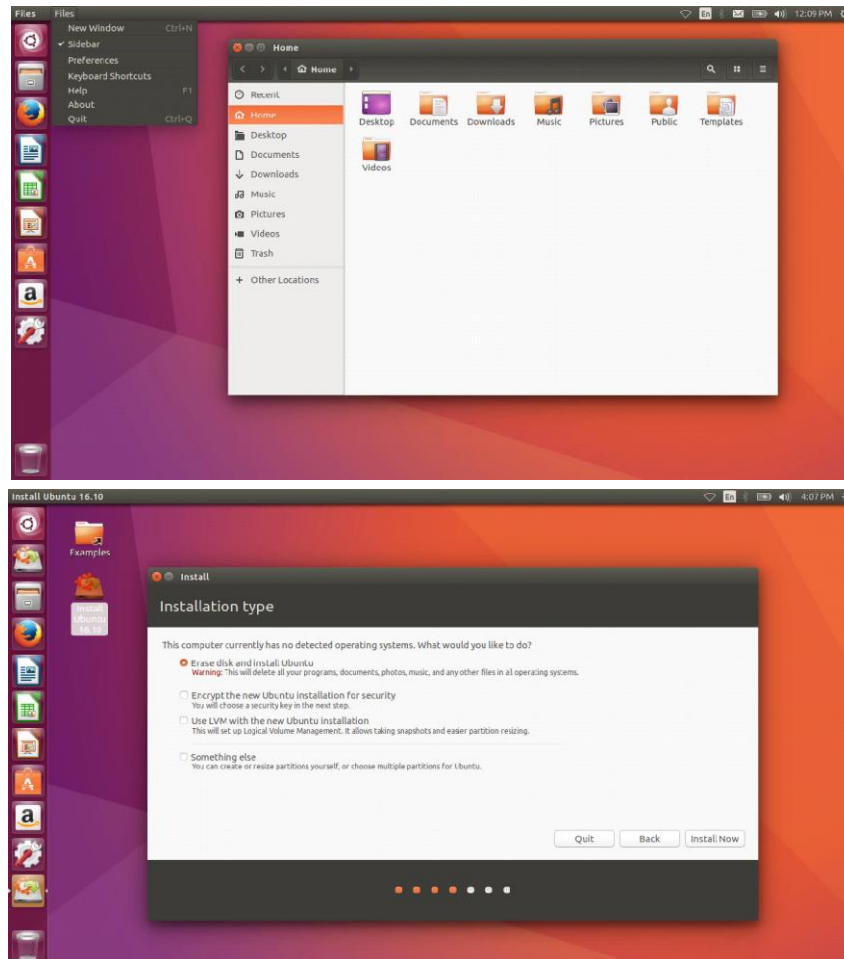 Files Files En 12:09 PM
New Window Ctrl+N
✓ Sidebar
Preferences
Keyboard Shortcuts
Help F1
About
Quit Ctrl+Q
Home
Home
Recent
Home
Desktop
Documents
Downloads
Music
Pictures
Videos
Trash
+ Other Locations
Desktop Documents Downloads Music Pictures Public Templates
Videos
A
a
Install Ubuntu 16.10 En 4:07 PM
Examples
Install
Ubuntu
16.10
Install
Installation type
This computer currently has no detected operating systems. What would you like to do?
Erase disk and install Ubuntu
Warning: This will delete all your programs, documents, photos, music, and any other files in all operating systems.
Encrypt the new Ubuntu installation for security
You will choose a security key in the next step.
Use LVM with the new Ubuntu installation
This will set up Logical Volume Management. It allows taking snapshots and easier partition resizing.
Something else
You can create or resize partitions yourself, or choose multiple partitions for Ubuntu.
Quit Back Install Now
A
a